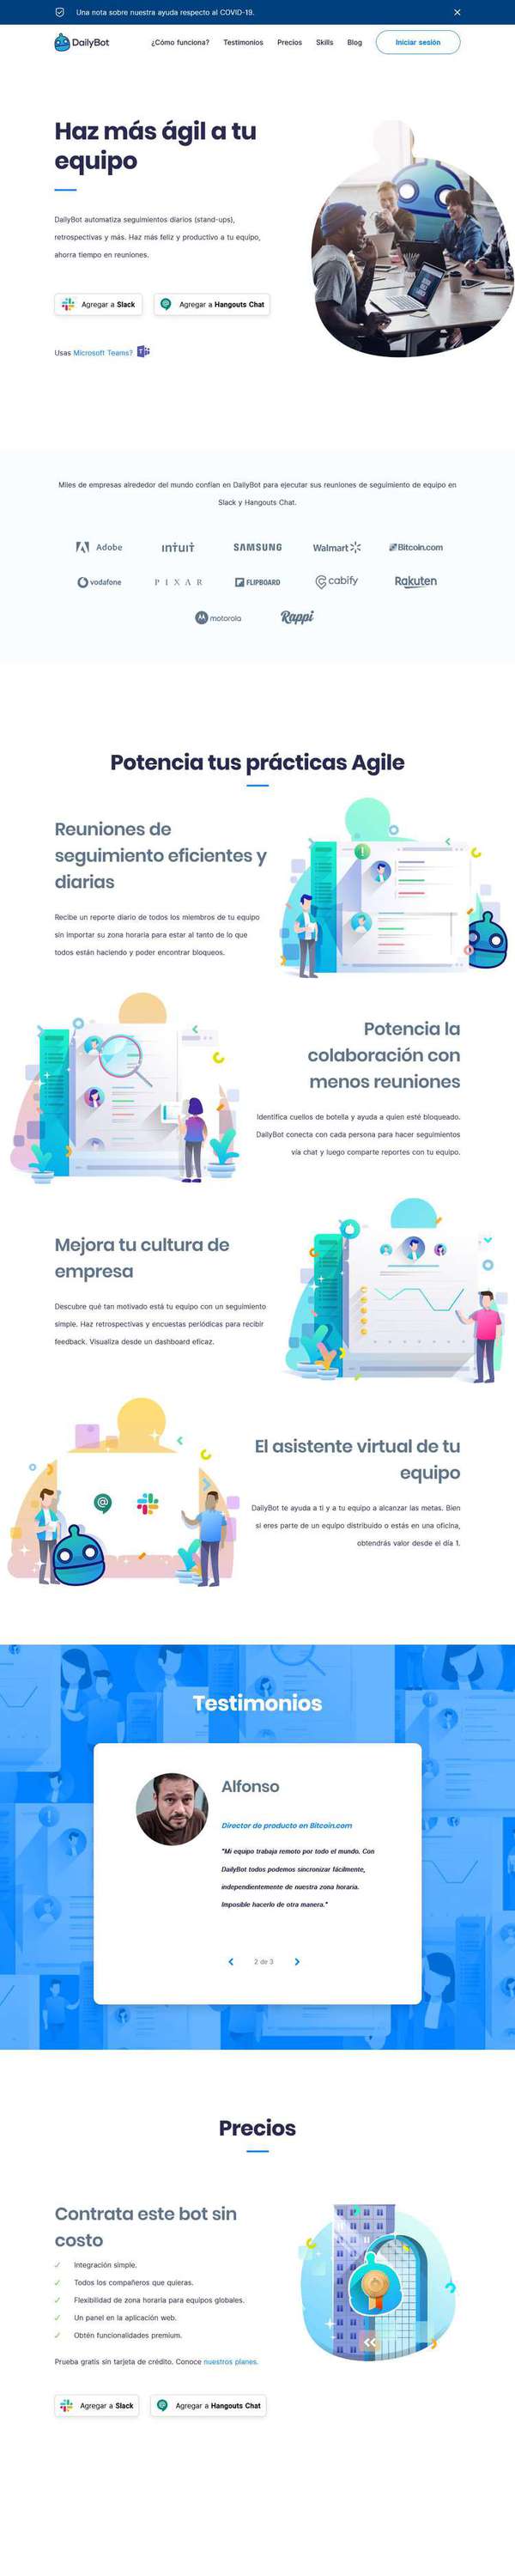 Una nota sobre nuestra ayuda respecto al COVID-19.
DailyBot
¿Cómo funciona?
Testimonios
Precios
Skills
Blog
Iniciar sesión
Haz más ágil a tu
equipo
DailyBot automatiza seguimientos diarios (stand-ups),
retrospectivas y más. Haz más feliz y productivo a tu equipo,
ahorra tiempo en reuniones.
Agregar a Slack
Agregar a Hangouts Chat
Usas Microsoft Teams?
Miles de empresas alrededor del mundo confían en DailyBot para ejecutar sus reuniones de seguimiento de equipo en
Slack y Hangouts Chat.
Adobe
intuit
SAMSUNG
Walmart
Bitcoin.com
vodafone
PIXAR
FLIPBOARD
cabify
Rakuten
motorola
Rappi
Potencia tus prácticas Agile
Reuniones de
seguimiento eficientes y
diarias
Recibe un reporte diario de todos los miembros de tu equipo
sin importar su zona horaria para estar al tanto de lo que
todos están haciendo y poder encontrar bloqueos.
Potencia la
colaboración con
menos reuniones
Identifica cuellos de botella y ayuda a quien esté bloqueado.
DailyBot conecta con cada persona para hacer seguimientos
vía chat y luego comparte reportes con tu equipo.
Mejora tu cultura de
empresa
Descubre qué tan motivado está tu equipo con un seguimiento
simple. Haz retrospectivas y encuestas periódicas para recibir
feedback. Visualiza desde un dashboard eficaz.
El asistente virtual de tu
equipo
DailyBot te ayuda a ti y a tu equipo a alcanzar las metas. Bien
si eres parte de un equipo distribuido o estás en una oficina,
obtendrás valor desde el día 1.
Testimonios
Alfonso
Director de producto en Bitcoin.com
"Mi equipo trabaja remoto por todo el mundo. Con
DailyBot todos podemos sincronizar fácilmente,
independientemente de nuestra zona horaria.
Imposible hacerlo de otra manera."
2 de 3
Precios
Contrata este bot sin
costo
Integración simple.
Todos los compañeros que quieras.
Flexibilidad de zona horaria para equipos globales.
Un panel en la aplicación web.
Obtén funcionalidades premium.
Prueba gratis sin tarjeta de crédito. Conoce nuestros planes.
Agregar a Slack
Agregar a Hangouts Chat